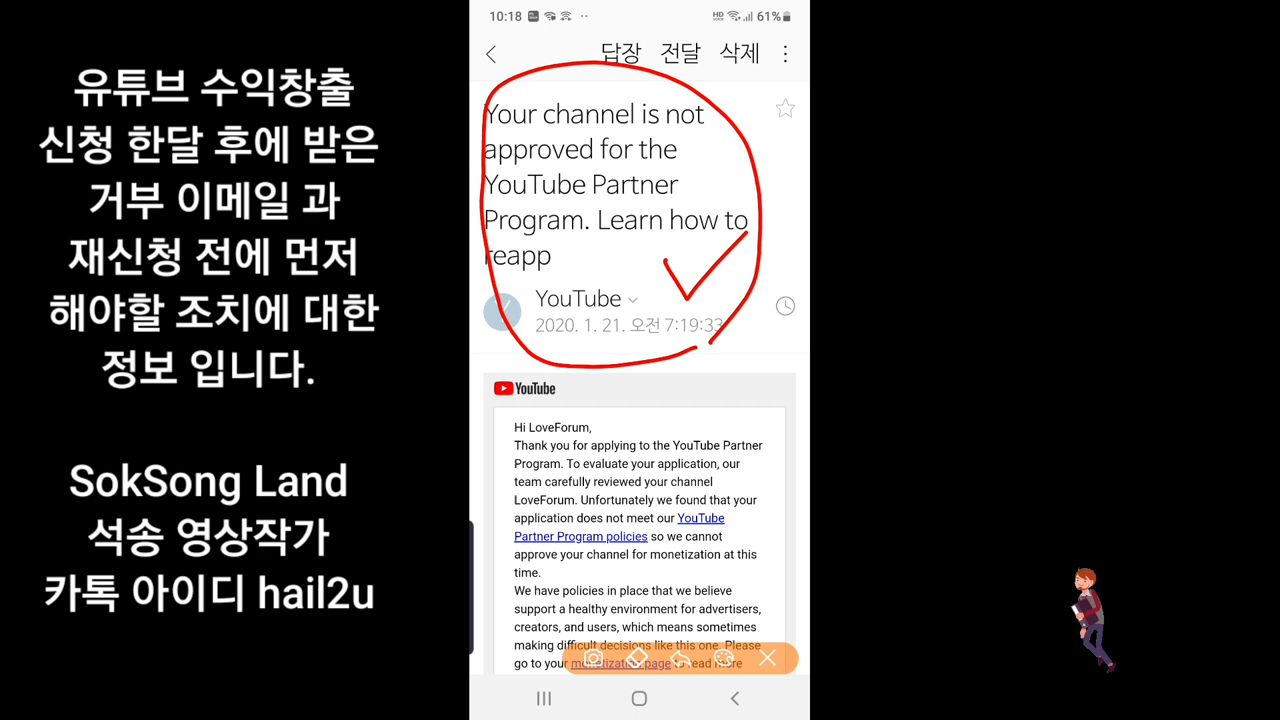 유튜브 수익창출
신청 한달 후에 받은
거부 이메일 과
재신청 전에 먼저
해야할 조치에 대한
정보 입니다.
SokSong Land
석송 영상작가
카톡 아이디 hail2u
10:18
61%
답장 전달 삭제
Your channel is not
approved for the
YouTube Partner
Program. Learn how to
reapp
YouTube
2020. 1. 21. 오전 7:19:33
YouTube
Hi LoveForum,
Thank you for applying to the YouTube Partner
Program. To evaluate your application, our
team carefully reviewed your channel
LoveForum. Unfortunately we found that your
application does not meet our YouTube
Partner Program policies so we cannot
approve your channel for monetization at this
time.
We have policies in place that we believe
support a healthy environment for advertisers,
creators, and users, which means sometimes
making difficult decisions like this one. Please
go to your monetization page to read more